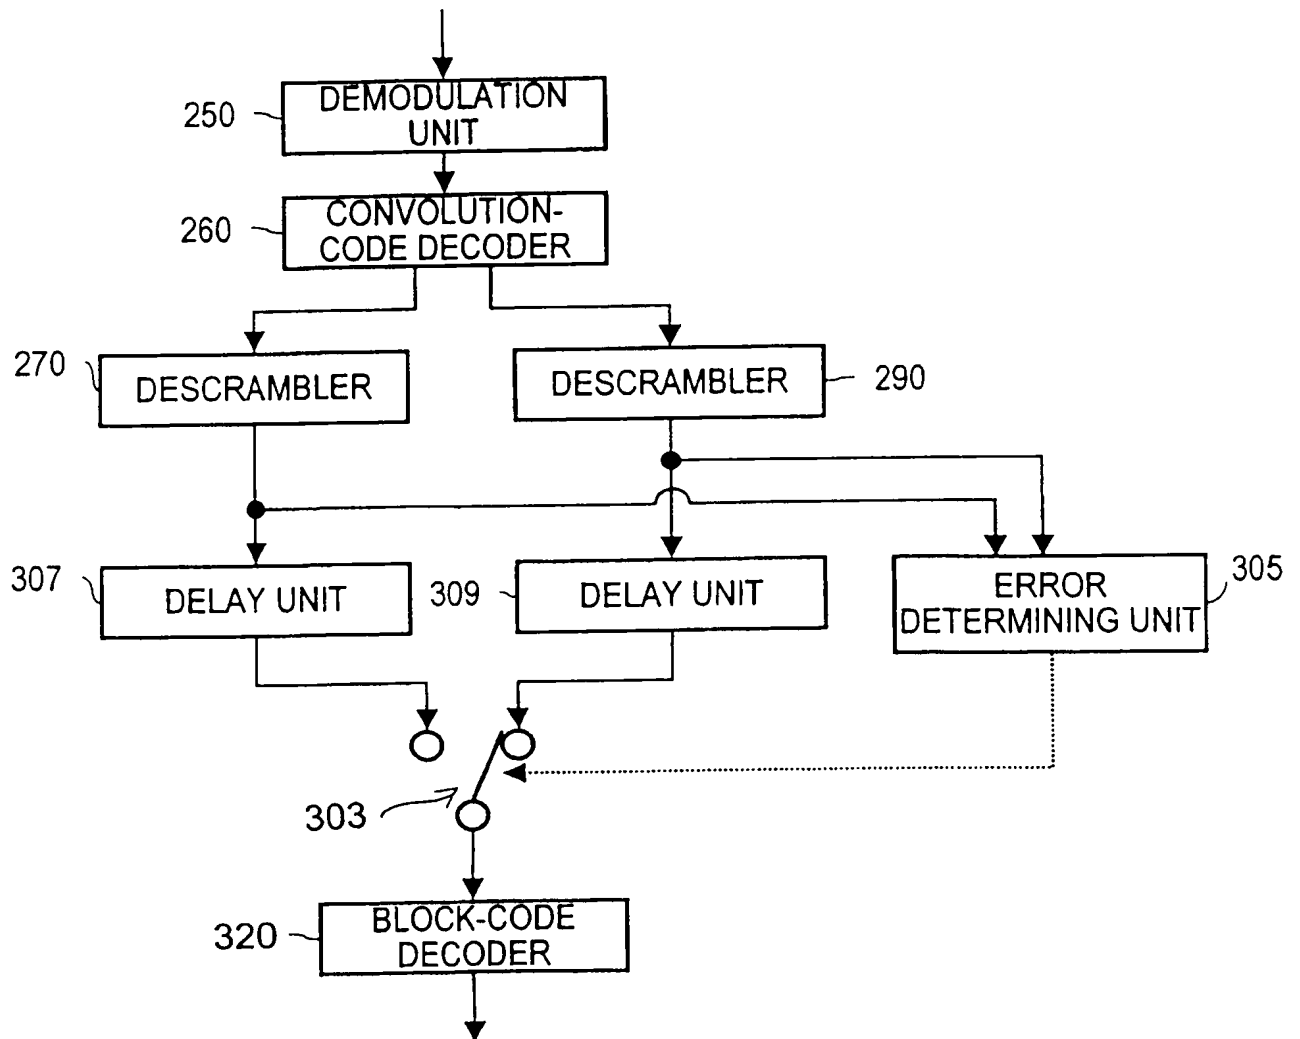 DEMODULATION
UNIT
250
CONVOLUTION-
CODE DECODER
260
270
DESCRAMBLER
DESCRAMBLER
290
307
DELAY UNIT
309
DELAY UNIT
ERROR
DETERMINING UNIT
305
303
320
BLOCK-CODE
DECODER